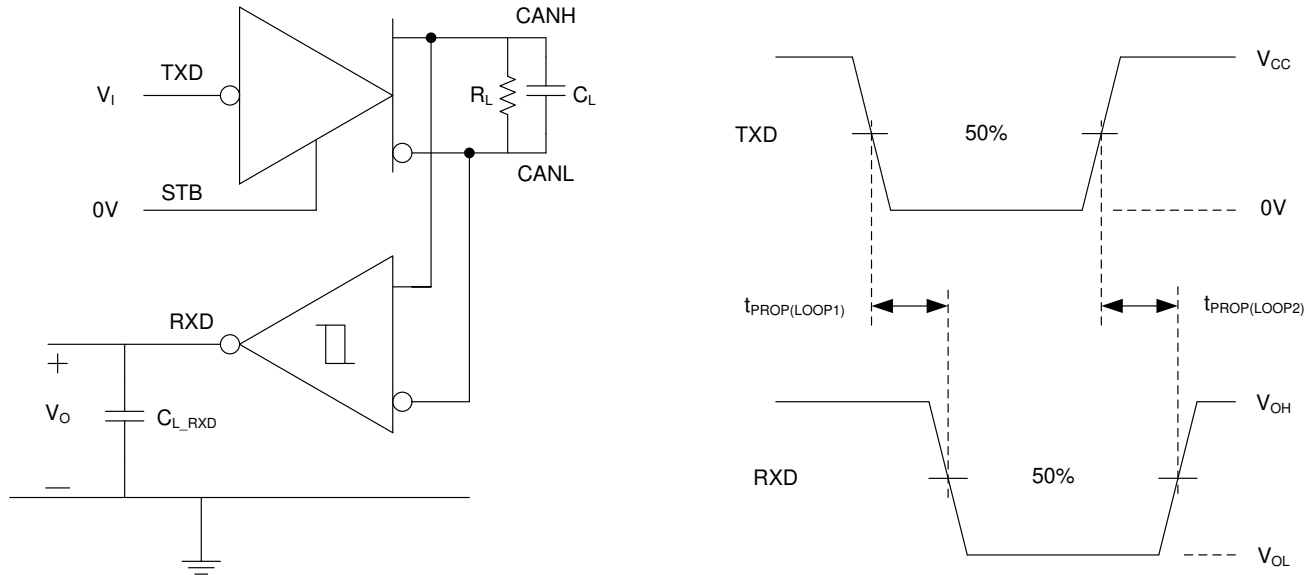 CANH
TXD
V_I
R_L
C_L
CANL
STB
0V
RXD
+
V_O
C_L_RXD
—
V_CC
TXD
50%
0V
t_PROP(LOOP1)
t_PROP(LOOP2)
V_OH
RXD
50%
V_OL